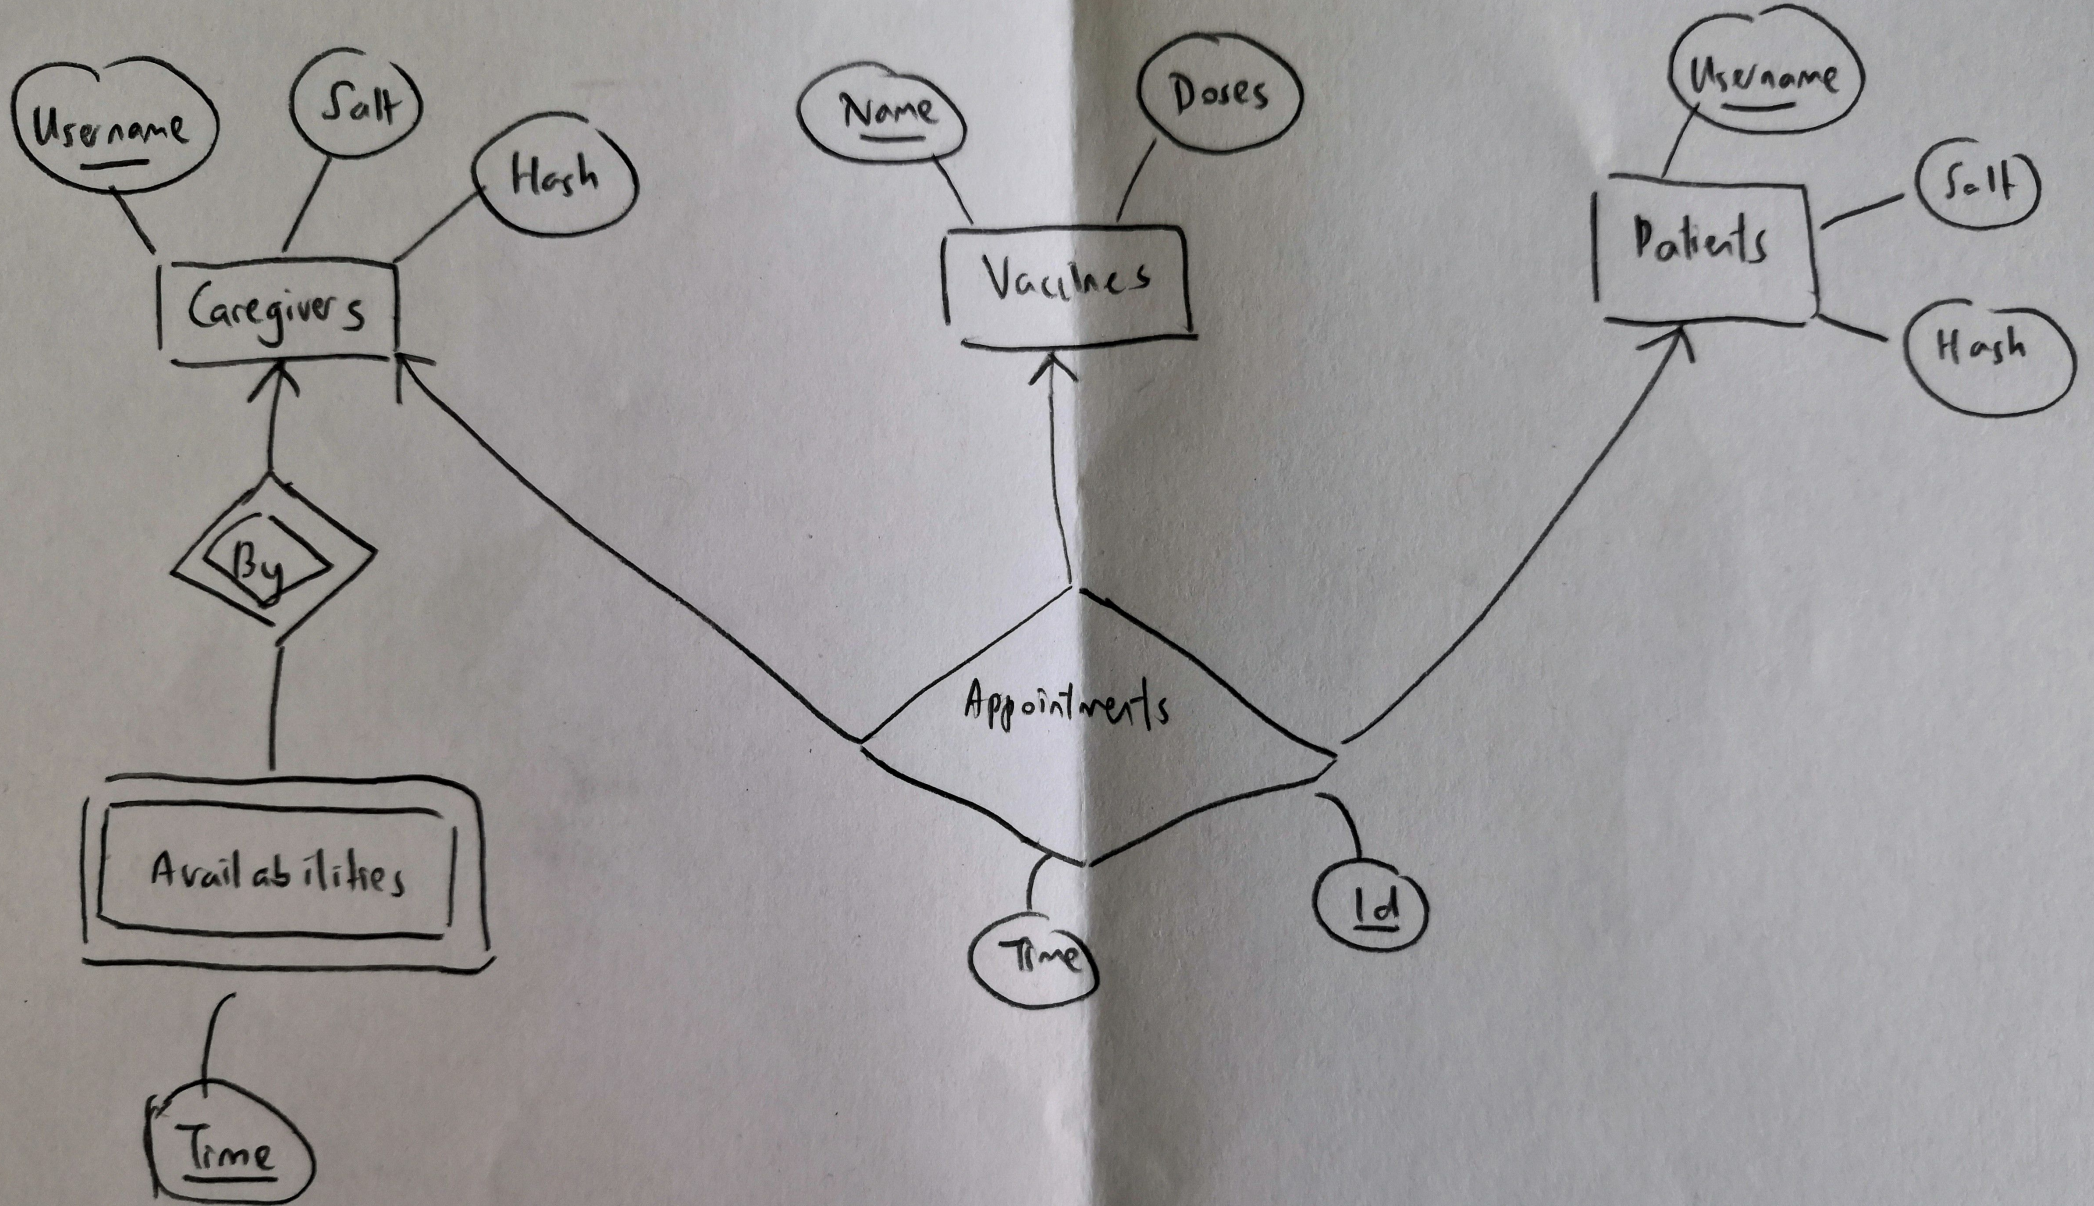 Username
Salt
Hash
Name
Doses
Username
Salt
Hash
Caregivers
Vaccines
Patients
By
Appointments
Availabilities
Time
Id
Time